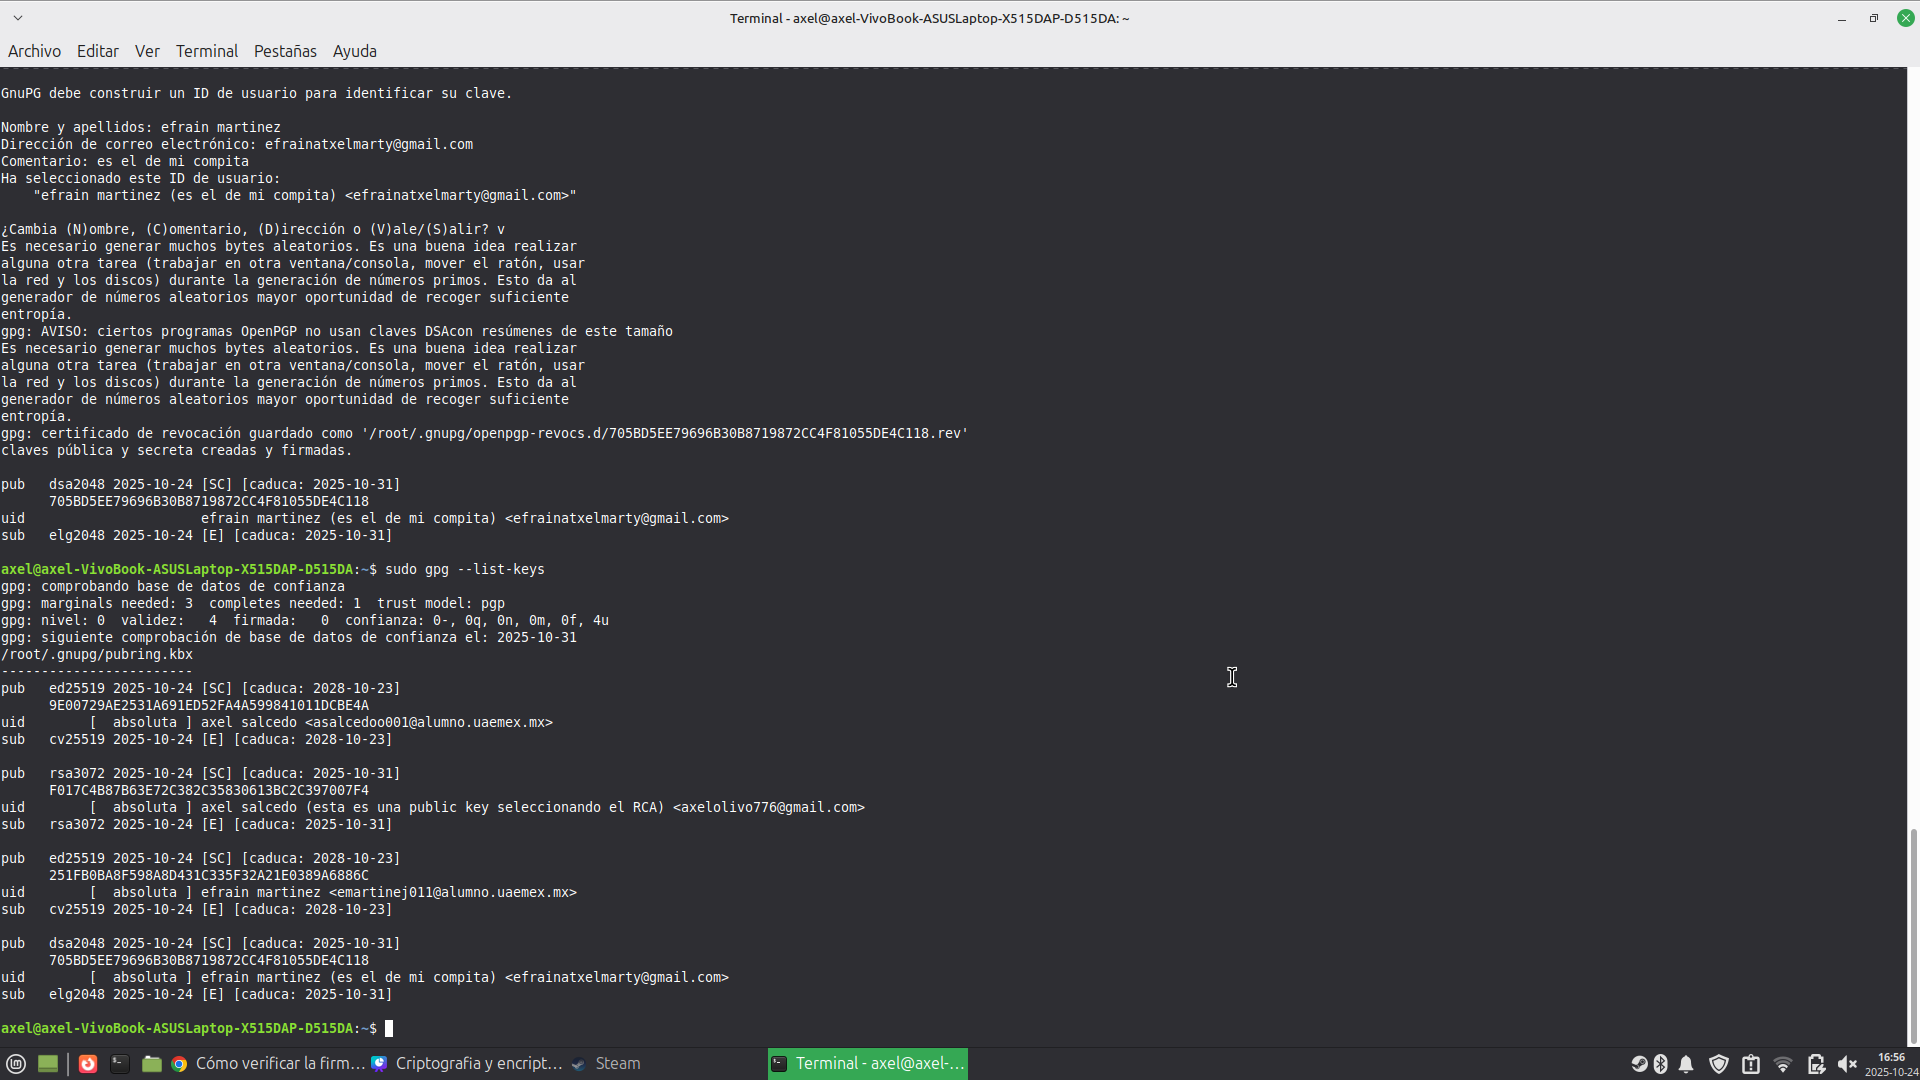 Terminal - axel@axel-VivoBook-ASUSLaptop-X515DAP-D515DA: ~
Archivo Editar Ver Terminal Pestañas Ayuda
GnuPG debe construir un ID de usuario para identificar su clave.
Nombre y apellidos: efrain martinez
Dirección de correo electrónico: efrainatxelmarty@gmail.com
Comentario: es el de mi compita
Ha seleccionado este ID de usuario:
    "efrain martinez (es el de mi compita) <efrainatxelmarty@gmail.com>"
¿Cambia (N)ombre, (C)omentario, (D)irección o (V)ale/(S)alir? v
Es necesario generar muchos bytes aleatorios. Es una buena idea realizar
alguna otra tarea (trabajar en otra ventana/consola, mover el ratón, usar
la red y los discos) durante la generación de números primos. Esto da al
generador de números aleatorios mayor oportunidad de recoger suficiente
entropía.
gpg: AVISO: ciertos programas OpenPGP no usan claves DSAcon resúmenes de este tamaño
Es necesario generar muchos bytes aleatorios. Es una buena idea realizar
alguna otra tarea (trabajar en otra ventana/consola, mover el ratón, usar
la red y los discos) durante la generación de números primos. Esto da al
generador de números aleatorios mayor oportunidad de recoger suficiente
entropía.
gpg: certificado de revocación guardado como '/root/.gnupg/openpgp-revocs.d/705BD5EE79696B30B8719872CC4F81055DE4C118.rev'
claves pública y secreta creadas y firmadas.
pub   dsa2048 2025-10-24 [SC] [caduca: 2025-10-31]
      705BD5EE79696B30B8719872CC4F81055DE4C118
uid                      efrain martinez (es el de mi compita) <efrainatxelmarty@gmail.com>
sub   elg2048 2025-10-24 [E] [caduca: 2025-10-31]
axel@axel-VivoBook-ASUSLaptop-X515DAP-D515DA:~$ sudo gpg --list-keys
gpg: comprobando base de datos de confianza
gpg: marginals needed: 3  completes needed: 1  trust model: pgp
gpg: nivel: 0  validez:   4  firmada:   0  confianza: 0-, 0q, 0n, 0m, 0f, 4u
gpg: siguiente comprobación de base de datos de confianza el: 2025-10-31
/root/.gnupg/pubring.kbx
------------------------
pub   ed25519 2025-10-24 [SC] [caduca: 2028-10-23]
      9E00729AE2531A691ED52FA4A599841011DCBE4A
uid        [  absoluta ] axel salcedo <asalcedoo001@alumno.uaemex.mx>
sub   cv25519 2025-10-24 [E] [caduca: 2028-10-23]
pub   rsa3072 2025-10-24 [SC] [caduca: 2025-10-31]
      F017C4B87B63E72C382C35830613BC2C397007F4
uid        [  absoluta ] axel salcedo (esta es una public key seleccionando el RCA) <axelolivo776@gmail.com>
sub   rsa3072 2025-10-24 [E] [caduca: 2025-10-31]
pub   ed25519 2025-10-24 [SC] [caduca: 2028-10-23]
      251FB0BA8F598A8D431C335F32A21E0389A6886C
uid        [  absoluta ] efrain martinez <emartinej011@alumno.uaemex.mx>
sub   cv25519 2025-10-24 [E] [caduca: 2028-10-23]
pub   dsa2048 2025-10-24 [SC] [caduca: 2025-10-31]
      705BD5EE79696B30B8719872CC4F81055DE4C118
uid        [  absoluta ] efrain martinez (es el de mi compita) <efrainatxelmarty@gmail.com>
sub   elg2048 2025-10-24 [E] [caduca: 2025-10-31]
axel@axel-VivoBook-ASUSLaptop-X515DAP-D515DA:~$
Cómo verificar la firm... Criptografia y encript... Steam Terminal - axel@axel-... 16:56
2025-10-24